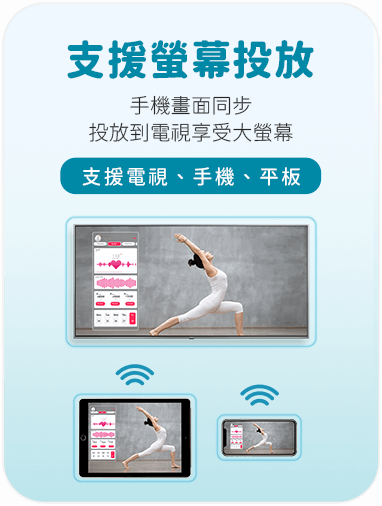 支援螢幕投放
手機畫面同步
投放到電視享受大螢幕
支援電視、手機、平板